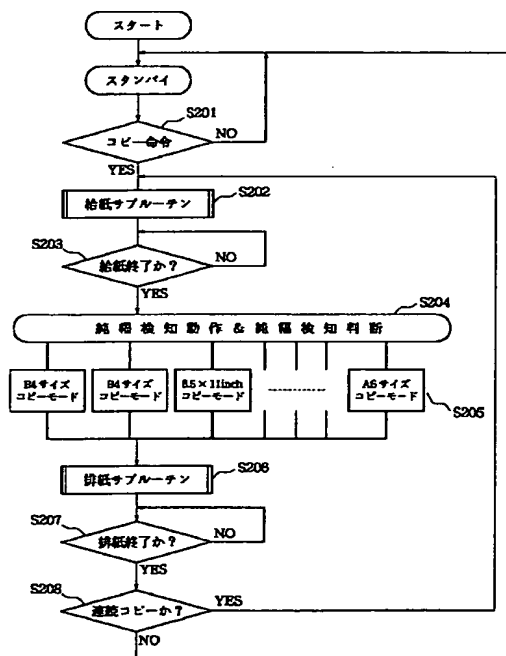 スタート
スタンバイ
S201
コピー命令
NO
YES
S202
給紙サブルーチン
S203
給紙終了か？
NO
YES
S204
紙幅検知動作&紙幅検知判断
B4サイズ
コピーモード
B4サイズ
コピーモード
8.5×11inch
コピーモード
A5サイズ
コピーモード
S205
S206
排紙サブルーチン
S207
排紙終了か？
NO
YES
S208
連続コピーか？
YES
NO